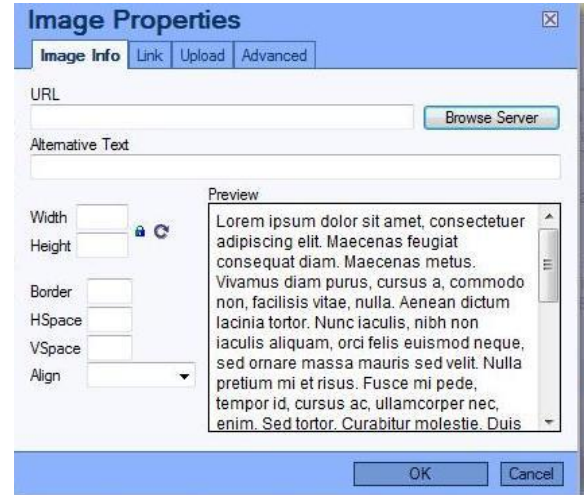 Image Properties
Image Info Link Upload Advanced
URL
Browse Server
Alternative Text
Preview
Width
Height
Border
HSpace
VSpace
Align
Lorem ipsum dolor sit amet, consectetuer
adipiscing elit. Maecenas feugiat
consequat diam. Maecenas metus.
Vivamus diam purus, cursus a, commodo
non, facilisis vitae, nulla. Aenean dictum
lacinia tortor. Nunc iaculis, nibh non
iaculis aliquam, orci felis euismod neque,
sed ornare massa mauris sed velit. Nulla
pretium mi et risus. Fusce mi pede,
tempor id, cursus ac, ullamcorper nec,
enim. Sed tortor. Curabitur molestie. Duis
OK Cancel